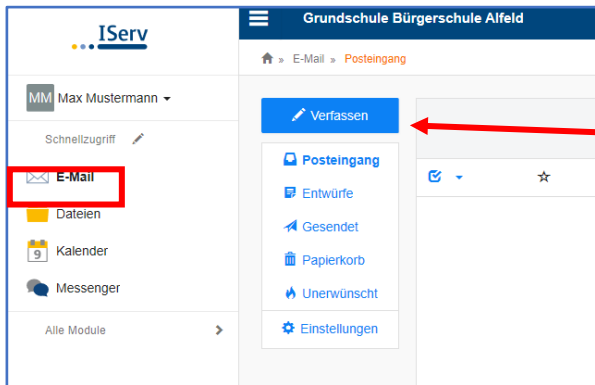 IServ
Grundschule Bürgerschule Alfeld
» E-Mail » Posteingang
MM Max Mustermann
Schnellzugriff
E-Mail
Dateien
9 Kalender
Messenger
Alle Module
Verfassen
Posteingang
Entwürfe
Gesendet
Papierkorb
Unerwünscht
Einstellungen